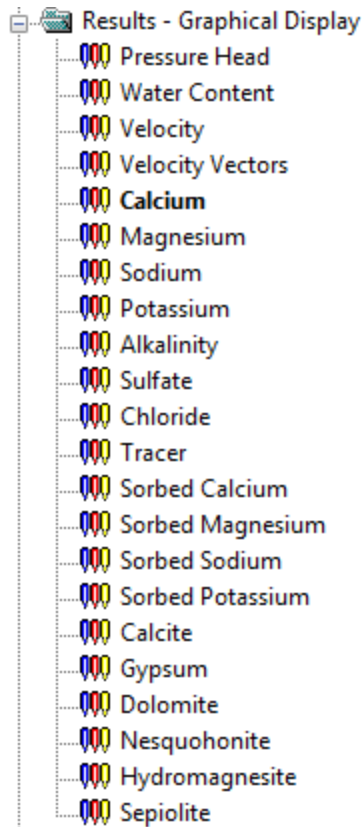 Results - Graphical Display
Pressure Head
Water Content
Velocity
Velocity Vectors
Calcium
Magnesium
Sodium
Potassium
Alkalinity
Sulfate
Chloride
Tracer
Sorbed Calcium
Sorbed Magnesium
Sorbed Sodium
Sorbed Potassium
Calcite
Gypsum
Dolomite
Nesquohonite
Hydromagnesite
Sepiolite